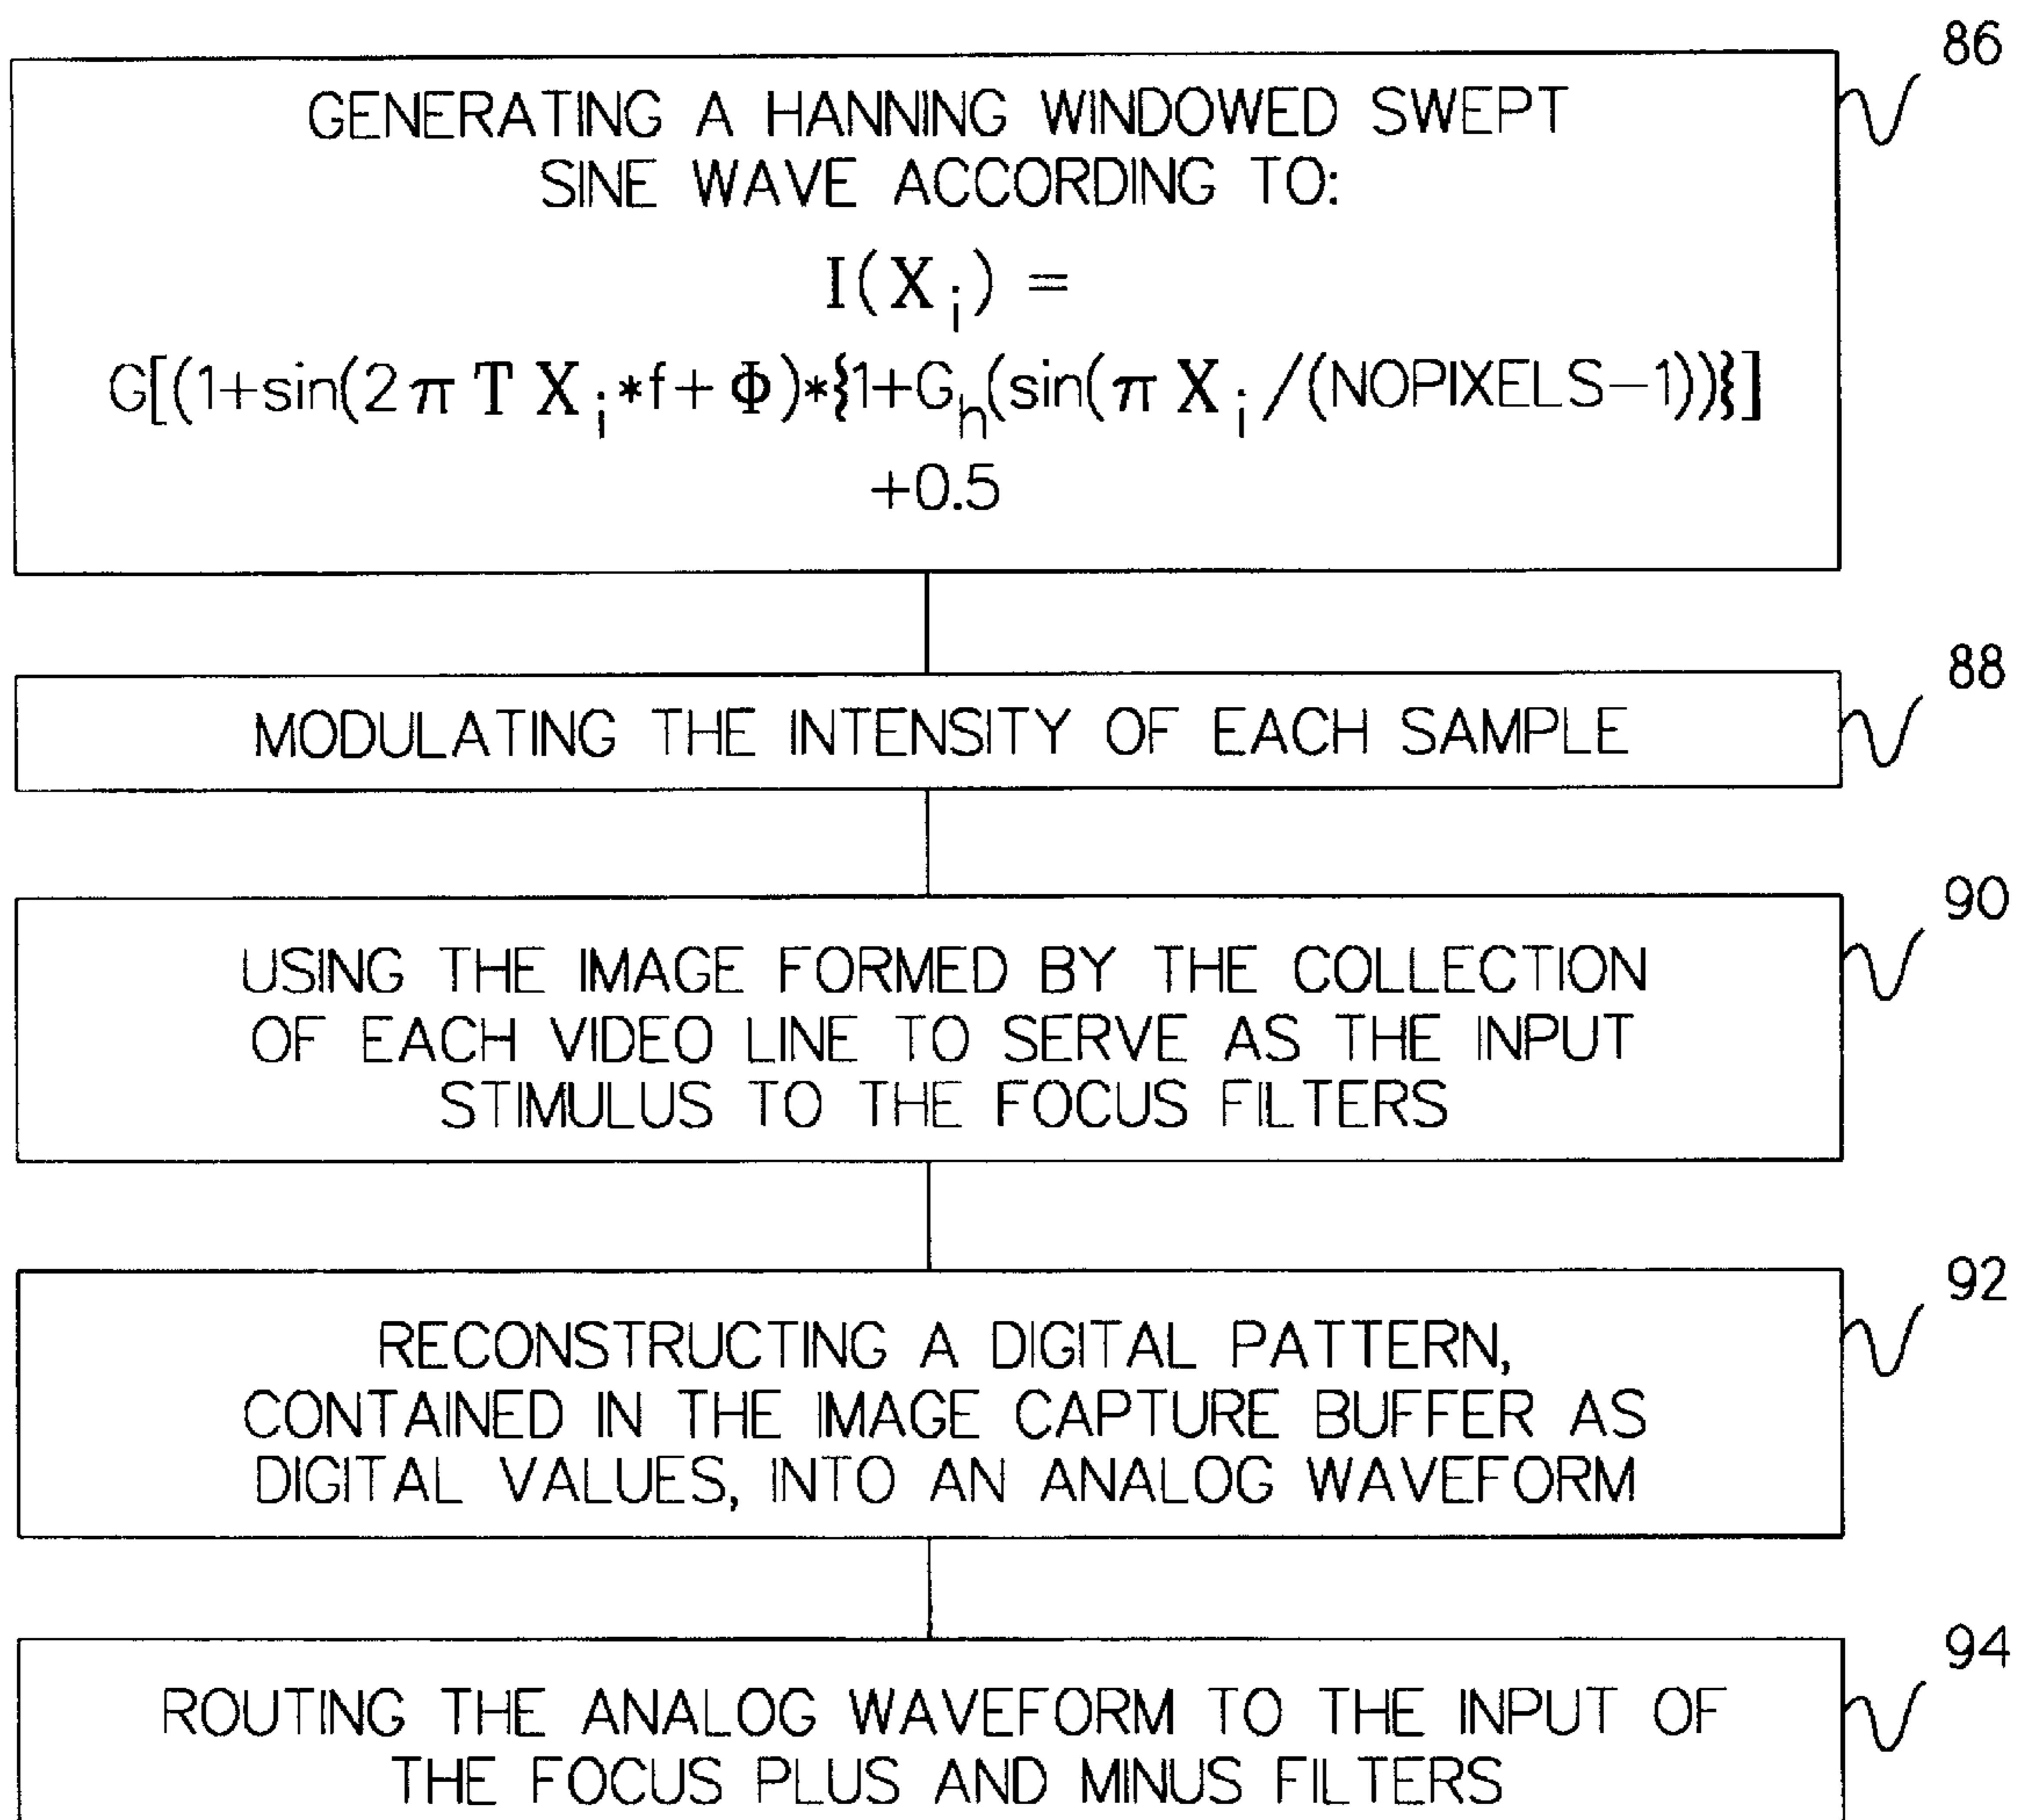 86
GENERATING A HANNING WINDOWED SWEPT
SINE WAVE ACCORDING TO:
I(X_i) =
G[(1+sin(2 π T X_i*f+Φ)*{1+G_h(sin(π X_i/(NOPIXELS−1))}]
+0.5
88
MODULATING THE INTENSITY OF EACH SAMPLE
90
USING THE IMAGE FORMED BY THE COLLECTION
OF EACH VIDEO LINE TO SERVE AS THE INPUT
STIMULUS TO THE FOCUS FILTERS
92
RECONSTRUCTING A DIGITAL PATTERN,
CONTAINED IN THE IMAGE CAPTURE BUFFER AS
DIGITAL VALUES, INTO AN ANALOG WAVEFORM
94
ROUTING THE ANALOG WAVEFORM TO THE INPUT OF
THE FOCUS PLUS AND MINUS FILTERS